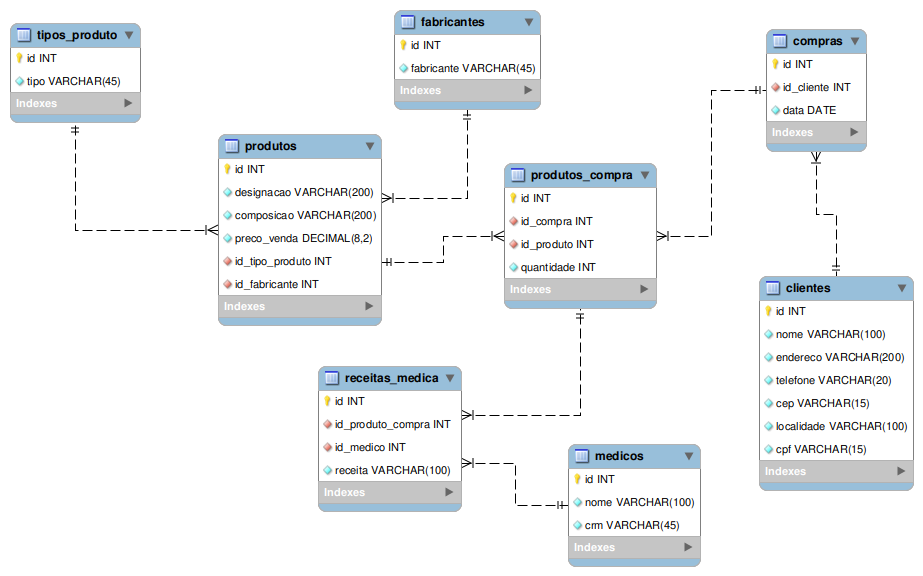 tipos_produto
id INT
tipo VARCHAR(45)
Indexes
fabricantes
id INT
fabricante VARCHAR(45)
Indexes
compras
id INT
id_cliente INT
data DATE
Indexes
produtos
id INT
designacao VARCHAR(200)
composicao VARCHAR(200)
preco_venda DECIMAL(8,2)
id_tipo_produto INT
id_fabricante INT
Indexes
produtos_compra
id INT
id_compra INT
id_produto INT
quantidade INT
Indexes
clientes
id INT
nome VARCHAR(100)
endereco VARCHAR(200)
telefone VARCHAR(20)
cep VARCHAR(15)
localidade VARCHAR(100)
cpf VARCHAR(15)
Indexes
receitas_medica
id INT
id_produto_compra INT
id_medico INT
receita VARCHAR(100)
Indexes
medicos
id INT
nome VARCHAR(100)
crm VARCHAR(45)
Indexes